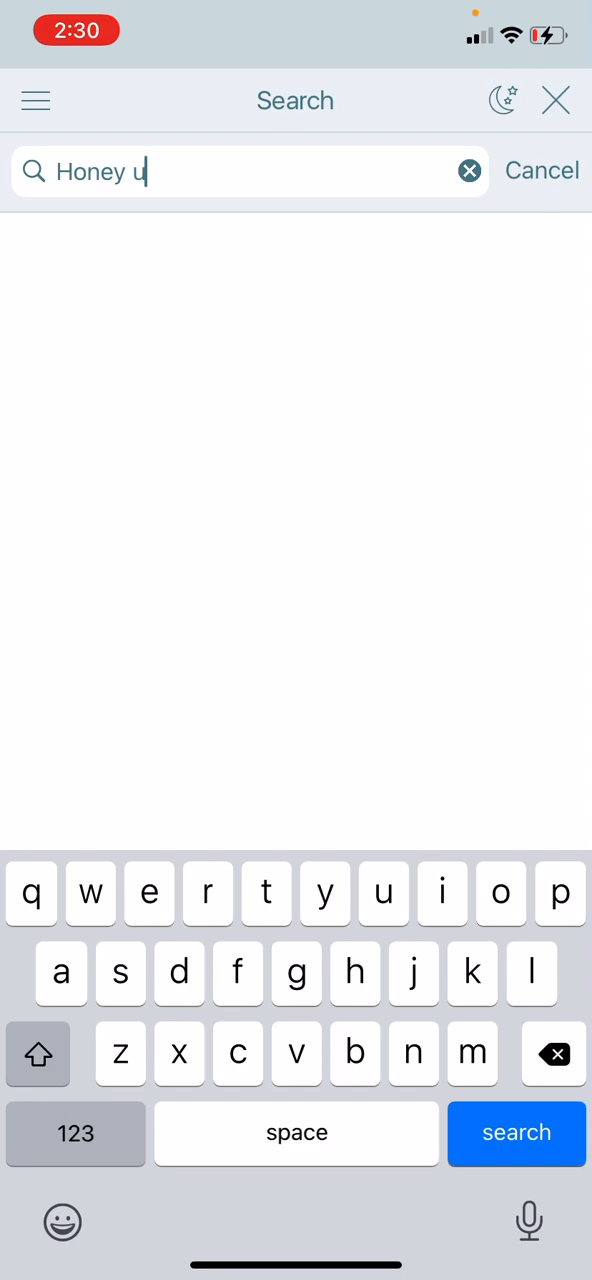 2:30
Search
Honey u
Cancel
q w e r t y u i o p
a s d f g h j k l
z x c v b n m
123 space search